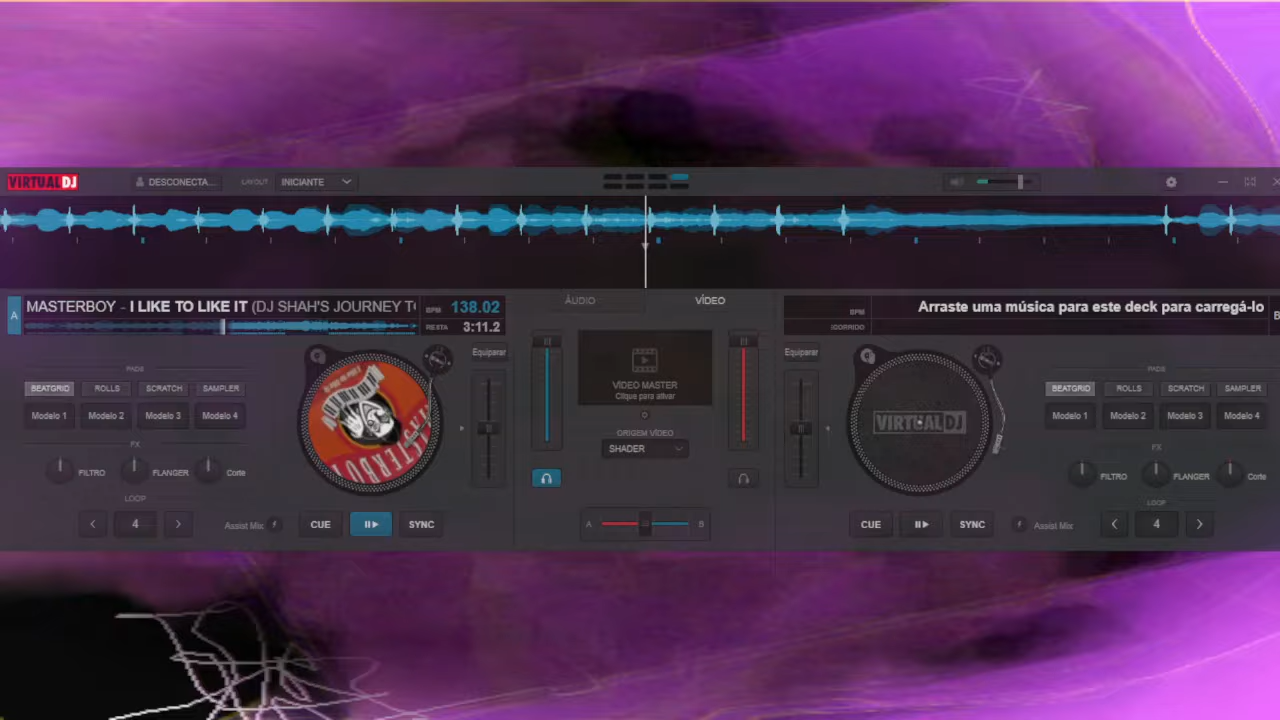 VIRTUALDJ DESCONECTA... LAYOUT INICIANTE
A MASTERBOY - I LIKE TO LIKE IT (DJ SHAH'S JOURNEY T BPM 138.02
RESTA 3:11.2
ÁUDIO VÍDEO
BPM Arraste uma música para este deck para carregá-lo B
Equiparar
PADS
BEATGRID ROLLS SCRATCH SAMPLER
Modelo 1 Modelo 2 Modelo 3 Modelo 4
FX
FILTRO FLANGER Corte
LOOP
4
Assist Mix CUE SYNC
VÍDEO MASTER
Clique para ativar
ORIGEM VÍDEO
SHADER
A B
Equiparar
VIRTUALDJ
PADS
BEATGRID ROLLS SCRATCH SAMPLER
Modelo 1 Modelo 2 Modelo 3 Modelo 4
FX
FILTRO FLANGER Corte
LOOP
CUE SYNC Assist Mix 4